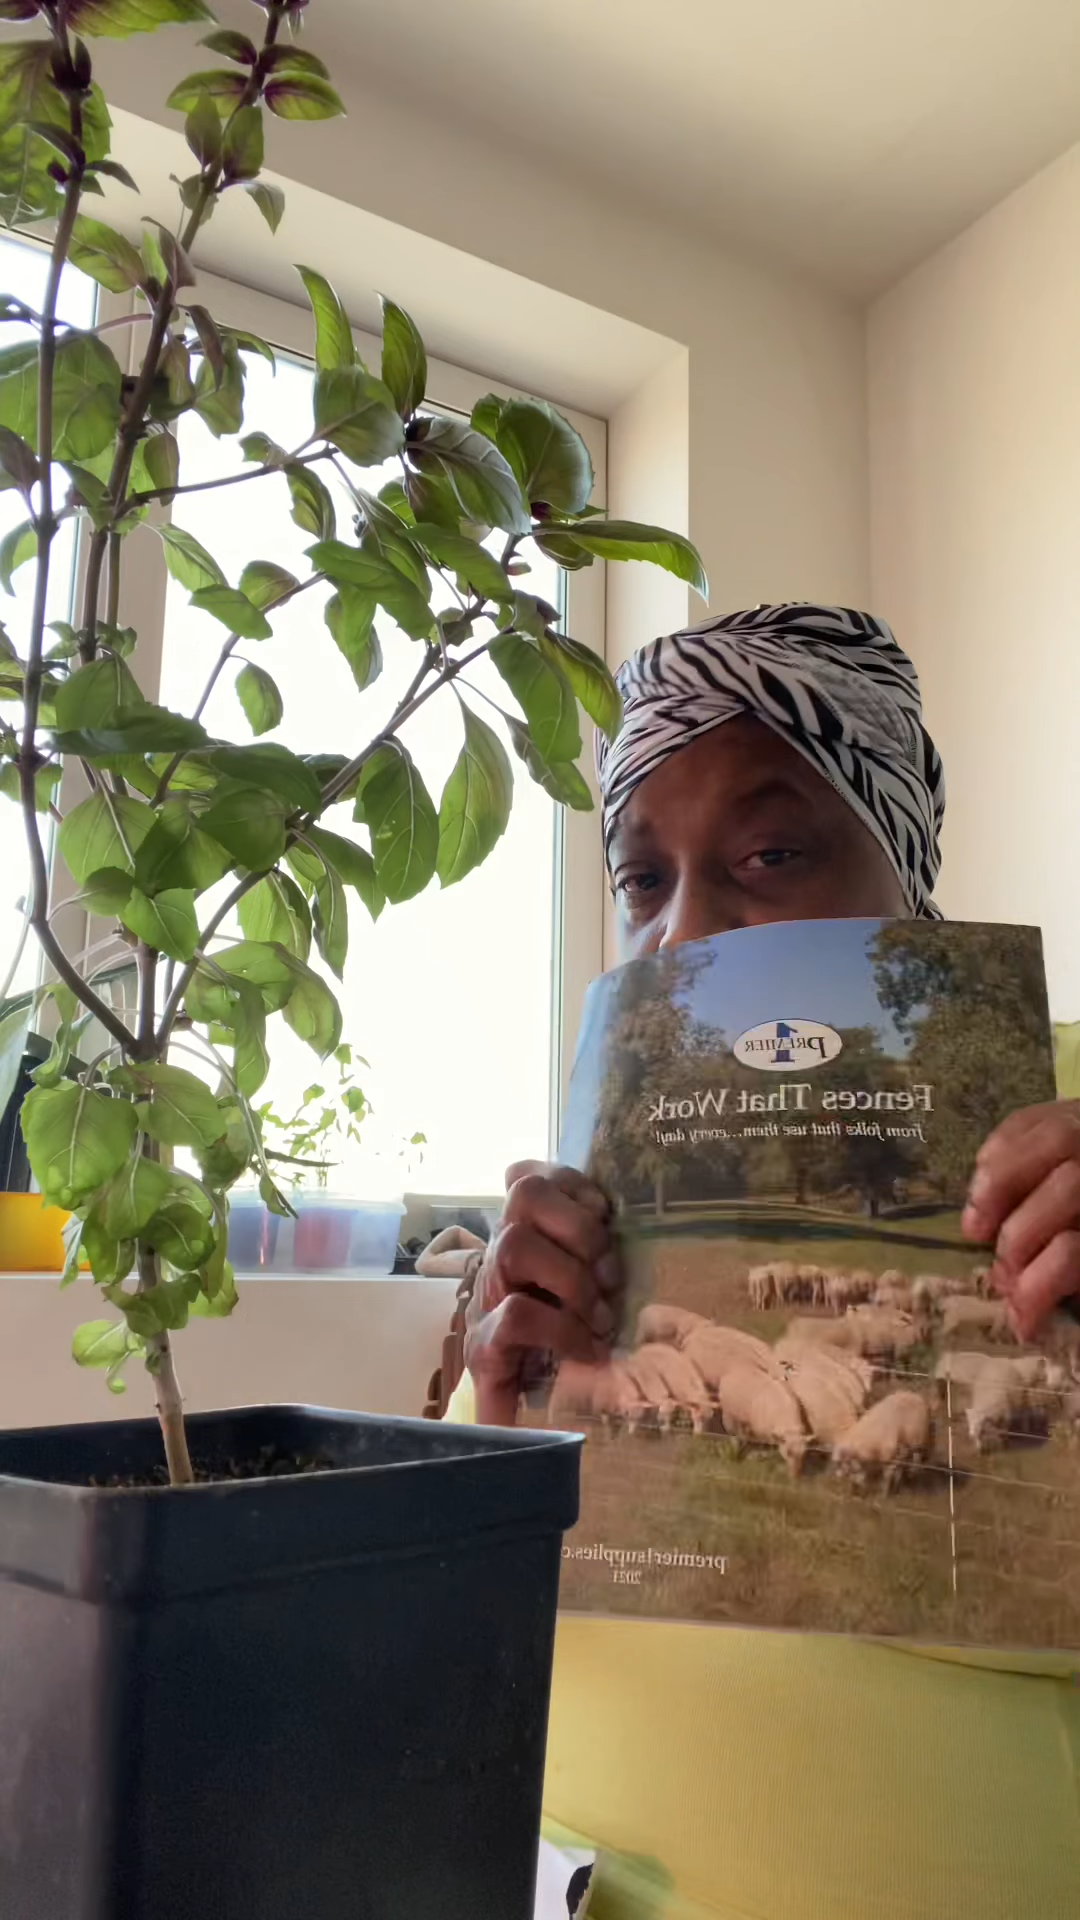 PREMIER 1
Fences That Work
from folks that use them...every day!
premier1supplies.c
2021